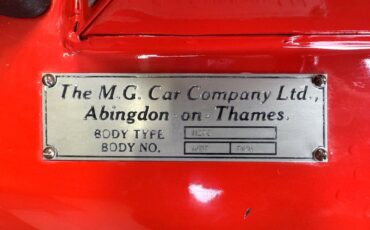 The M.G. Car Company Ltd.,
Abingdon-on-Thames.
BODY TYPE
BODY NO.